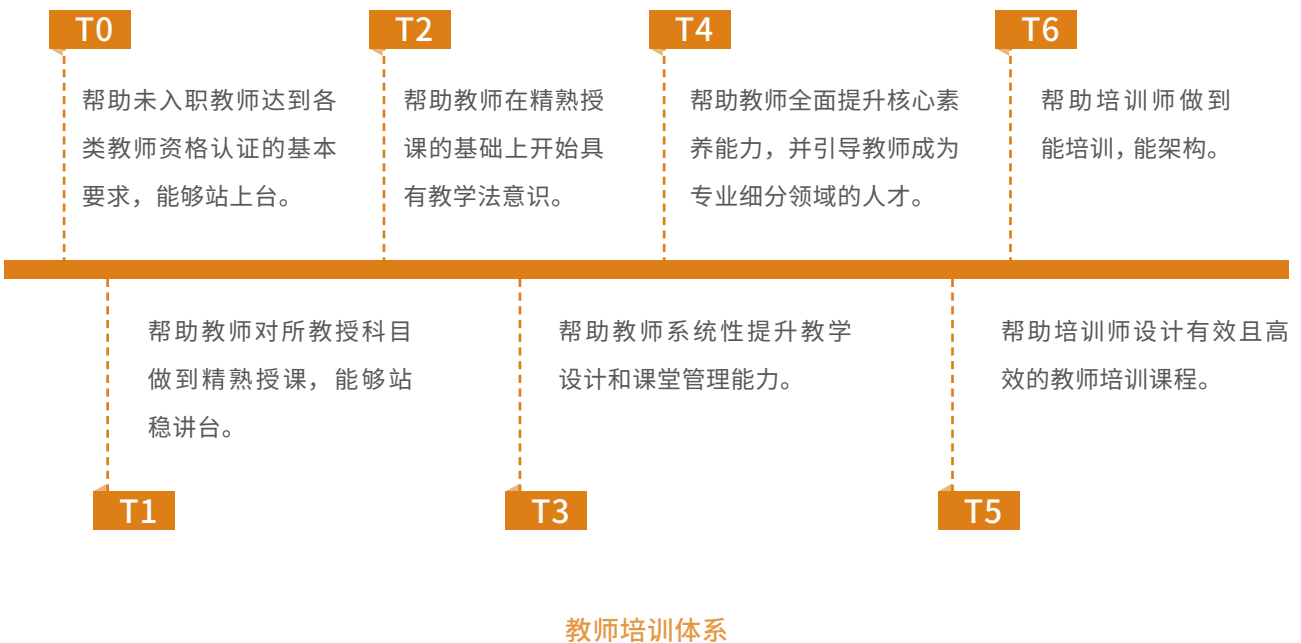 T0
帮助未入职教师达到各
类教师资格认证的基本
要求，能够站上台。
T2
帮助教师在精熟授
课的基础上开始具
有教学法意识。
T4
帮助教师全面提升核心素
养能力，并引导教师成为
专业细分领域的人才。
T6
帮助培训师做到
能培训，能架构。
帮助教师对所教授科目
做到精熟授课，能够站
稳讲台。
T1
帮助教师系统性提升教学
设计和课堂管理能力。
T3
帮助培训师设计有效且高
效的教师培训课程。
T5
教师培训体系